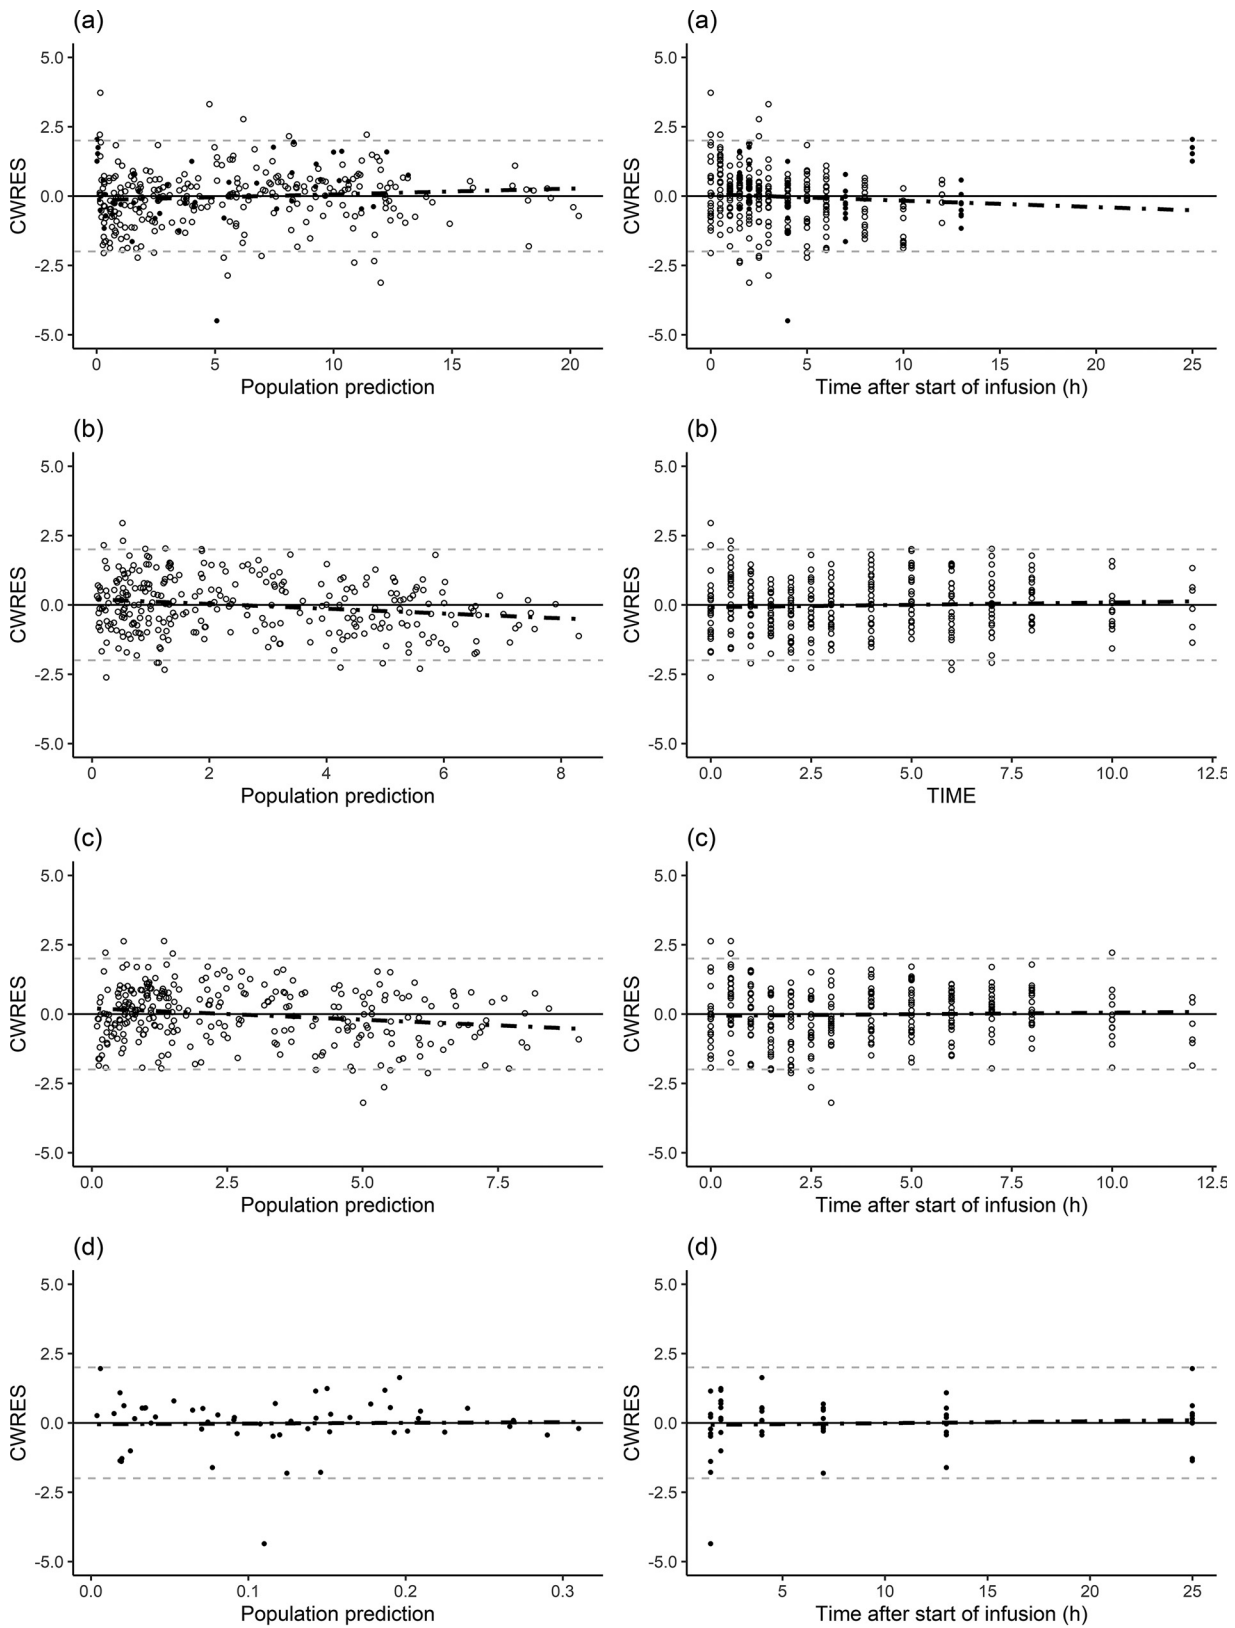 (a) (a)
5.0 5.0
2.5 2.5
CWRES 0.0 CWRES 0.0
-2.5 -2.5
-5.0 -5.0
0 5 10 15 20 0 5 10 15 20 25
Population prediction Time after start of infusion (h)
(b) (b)
5.0 5.0
2.5 2.5
CWRES 0.0 CWRES 0.0
-2.5 -2.5
-5.0 -5.0
0 2 4 6 8 0.0 2.5 5.0 7.5 10.0 12.5
Population prediction TIME
(c) (c)
5.0 5.0
2.5 2.5
CWRES 0.0 CWRES 0.0
-2.5 -2.5
-5.0 -5.0
0.0 2.5 5.0 7.5 0.0 2.5 5.0 7.5 10.0 12.5
Population prediction Time after start of infusion (h)
(d) (d)
5.0 5.0
2.5 2.5
CWRES 0.0 CWRES 0.0
-2.5 -2.5
-5.0 -5.0
0.0 0.1 0.2 0.3 5 10 15 20 25
Population prediction Time after start of infusion (h)